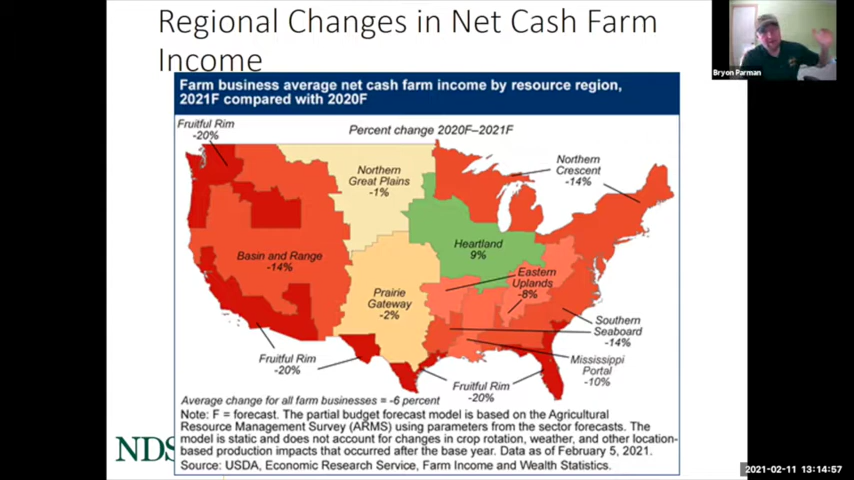 Regional Changes in Net Cash Farm
Income
Bryon Parman
Farm business average net cash farm income by resource region,
2021F compared with 2020F
Percent change 2020F–2021F
Fruitful Rim
-20%
Northern
Great Plains
-1%
Northern
Crescent
-14%
Heartland
9%
Basin and Range
-14%
Eastern
Uplands
-8%
Prairie
Gateway
-2%
Southern
Seaboard
-14%
Fruitful Rim
-20%
Mississippi
Portal
-10%
Fruitful Rim
-20%
Average change for all farm businesses = -6 percent
Note: F = forecast. The partial budget forecast model is based on the Agricultural
Resource Management Survey (ARMS) using parameters from the sector forecasts. The
model is static and does not account for changes in crop rotation, weather, and other location-
based production impacts that occurred after the base year. Data as of February 5, 2021.
Source: USDA, Economic Research Service, Farm Income and Wealth Statistics.
NDS
2021-02-11 13:14:57